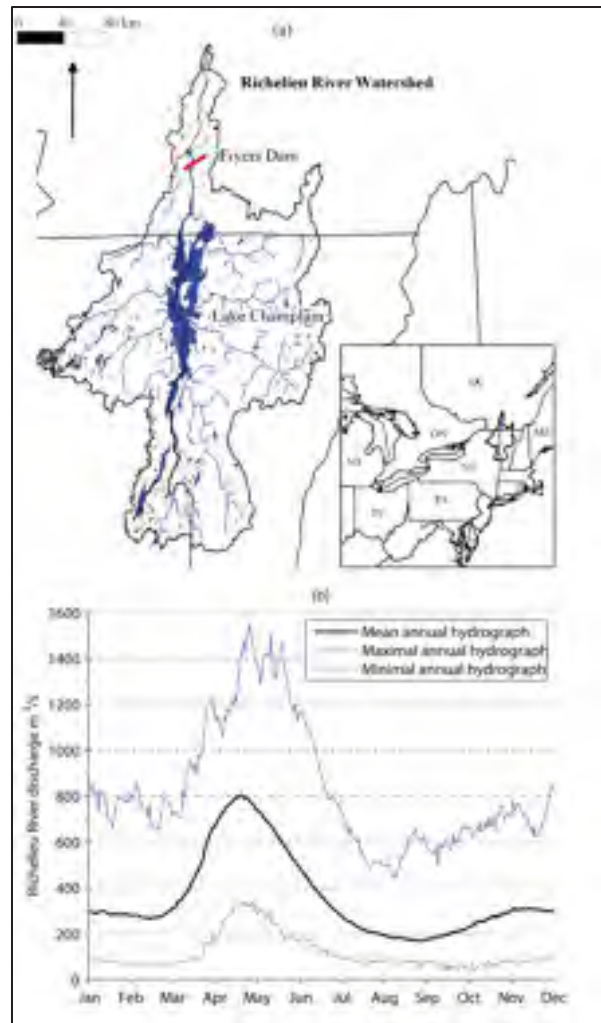 0 40 80 km
(a)
Richelieu River Watershed
Fryers Dam
Lake Champlain
PA
(b)
1600
1400
1200
1000
800
600
400
200
0
Richelieu River discharge m³/s
Mean annual hydrograph
Maximal annual hydrograph
Minimal annual hydrograph
Jan Feb Mar Apr May Jun Jul Aug Sep Oct Nov Dec